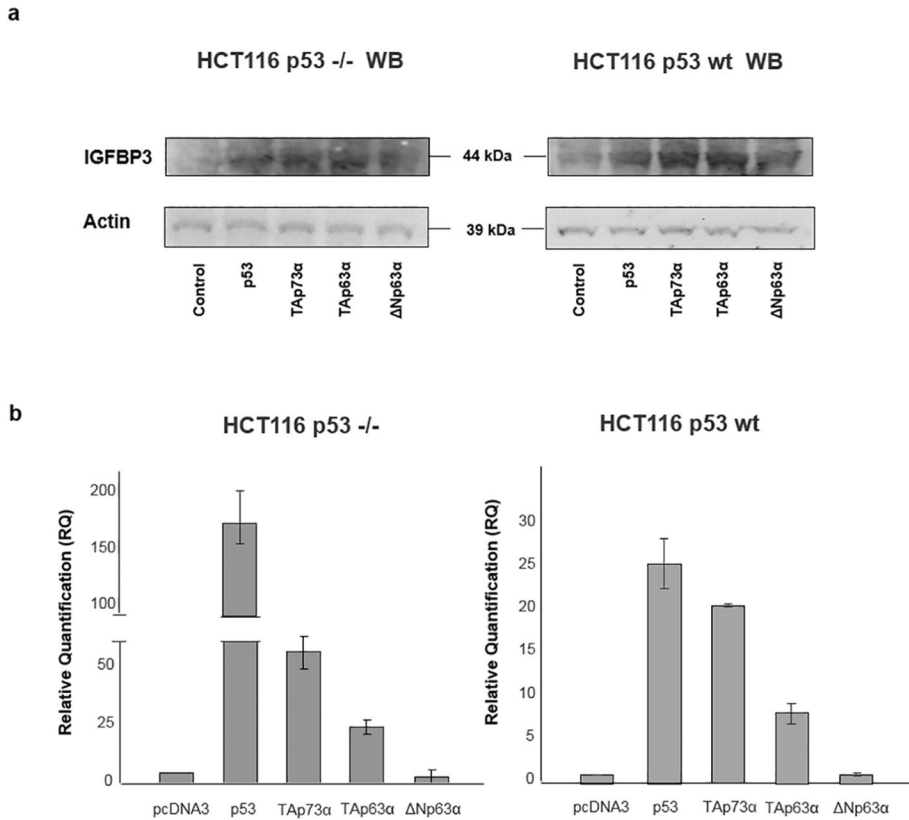 a
HCT116 p53 -/- WB
HCT116 p53 wt WB
IGFBP3
44 kDa
Actin
39 kDa
Control
p53
TAp73α
TAp63α
ΔNp63α
Control
p53
TAp73α
TAp63α
ΔNp63α
b
HCT116 p53 -/-
HCT116 p53 wt
Relative Quantification (RQ)
200
150
100
50
25
0
pcDNA3 p53 TAp73α TAp63α ΔNp63α
Relative Quantification (RQ)
30
25
20
15
10
5
0
pcDNA3 p53 TAp73α TAp63α ΔNp63α